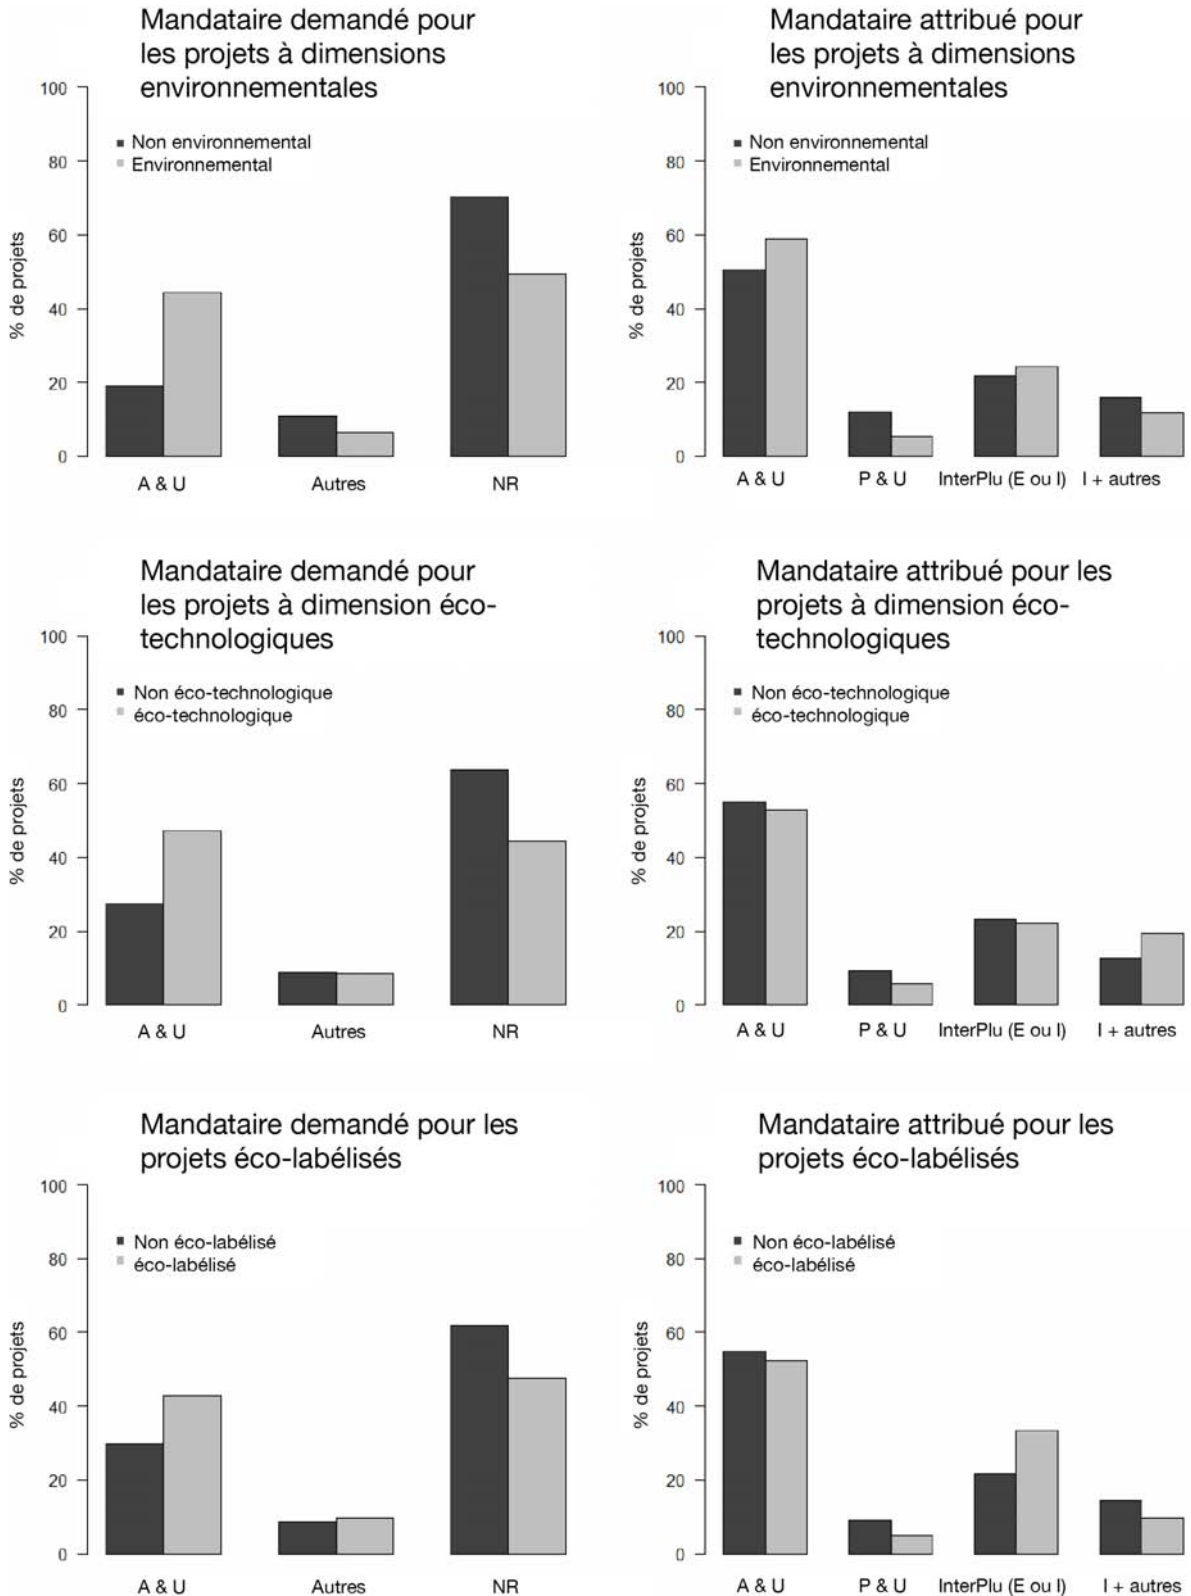 Mandataire demandé pour
les projets à dimensions
environnementales
100
80
60
40
20
0
% de projets
Non environnemental
Environnemental
A & U
Autres
NR
Mandataire attribué pour
les projets à dimensions
environnementales
100
80
60
40
20
0
% de projets
Non environnemental
Environnemental
A & U
P & U
InterPlu (E ou I)
I + autres
Mandataire demandé pour
les projets à dimension éco-
technologiques
100
80
60
40
20
0
% de projets
Non éco-technologique
éco-technologique
A & U
Autres
NR
Mandataire attribué pour les
projets à dimension éco-
technologiques
100
80
60
40
20
0
% de projets
Non éco-technologique
éco-technologique
A & U
P & U
InterPlu (E ou I)
I + autres
Mandataire demandé pour les
projets éco-labélisés
100
80
60
40
20
0
% de projets
Non éco-labélisé
éco-labélisé
A & U
Autres
NR
Mandataire attribué pour les
projets éco-labélisés
100
80
60
40
20
0
% de projets
Non éco-labélisé
éco-labélisé
A & U
P & U
InterPlu (E ou I)
I + autres